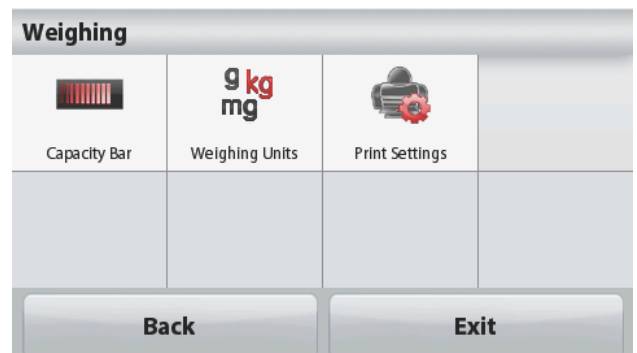 Weighing
g kg
mg
Capacity Bar
Weighing Units
Print Settings
Back
Exit